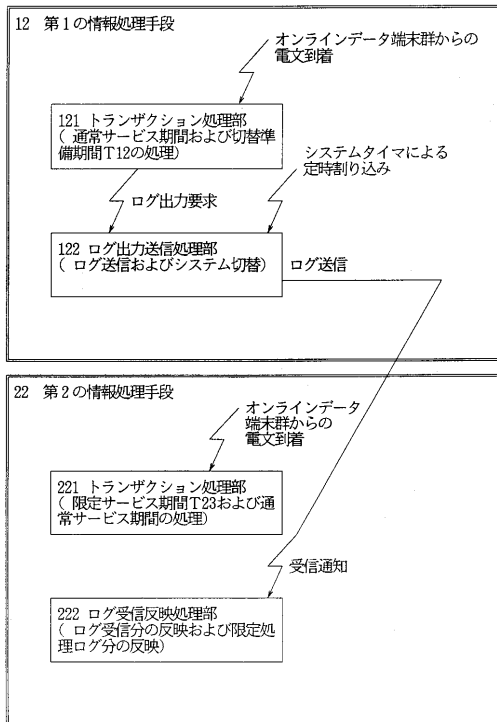 12 第1の情報処理手段
オンラインデータ端末群からの
電文到着
121 トランザクション処理部
( 通常サービス期間および切替準
備期間T12の処理)
システムタイマによる
定時割り込み
ログ出力要求
122 ログ出力送信処理部
( ログ送信およびシステム切替)
ログ送信
22 第2の情報処理手段
オンラインデータ
端末群からの
電文到着
221 トランザクション処理部
( 限定サービス期間T23および通
常サービス期間の処理)
受信通知
222 ログ受信反映処理部
( ログ受信分の反映および限定処
理ログ分の反映)